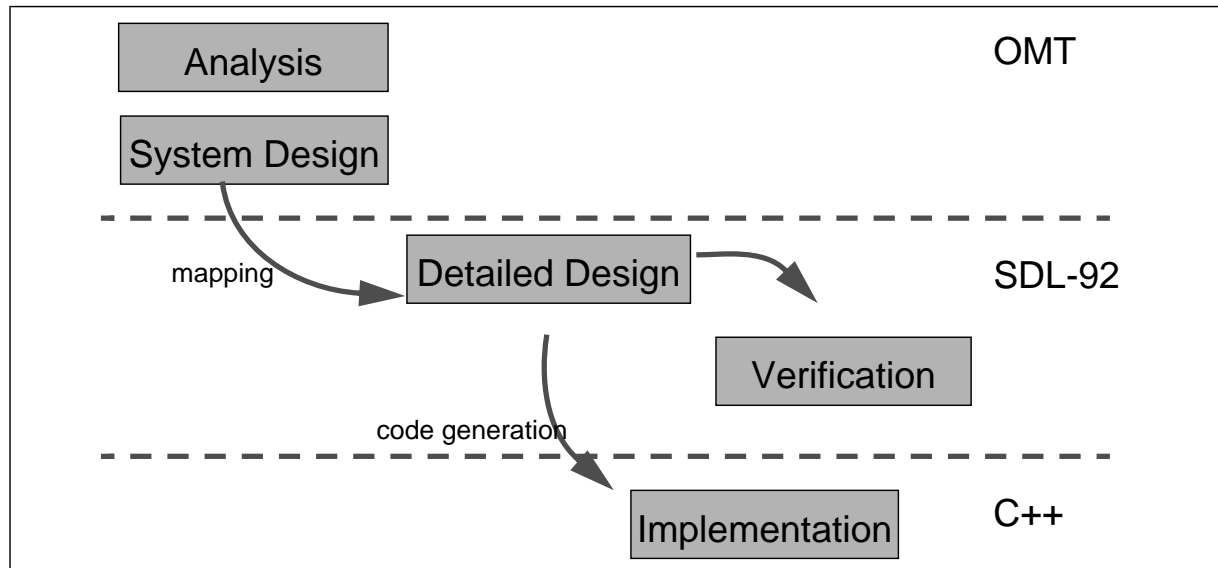 Analysis
OMT
System Design
mapping
Detailed Design
SDL-92
Verification
code generation
Implementation
C++